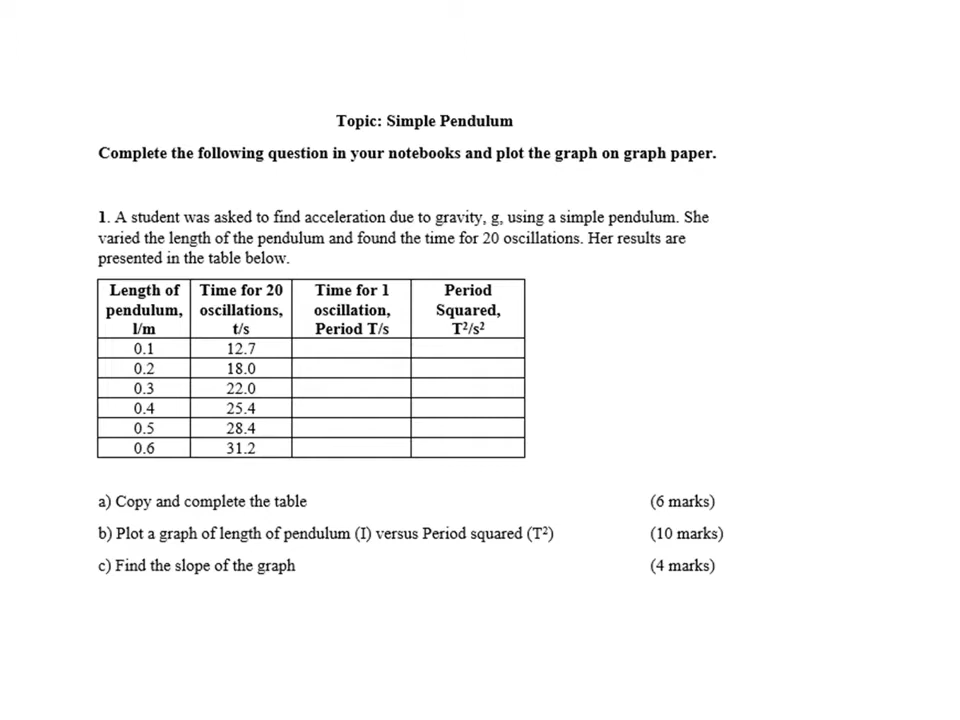 Topic: Simple Pendulum
Complete the following question in your notebooks and plot the graph on graph paper.
1. A student was asked to find acceleration due to gravity, g, using a simple pendulum. She
varied the length of the pendulum and found the time for 20 oscillations. Her results are
presented in the table below.
Length of pendulum, l/m | Time for 20 oscillations, t/s | Time for 1 oscillation, Period T/s | Period Squared, T²/s²
0.1 | 12.7
0.2 | 18.0
0.3 | 22.0
0.4 | 25.4
0.5 | 28.4
0.6 | 31.2
a) Copy and complete the table (6 marks)
b) Plot a graph of length of pendulum (I) versus Period squared (T²) (10 marks)
c) Find the slope of the graph (4 marks)